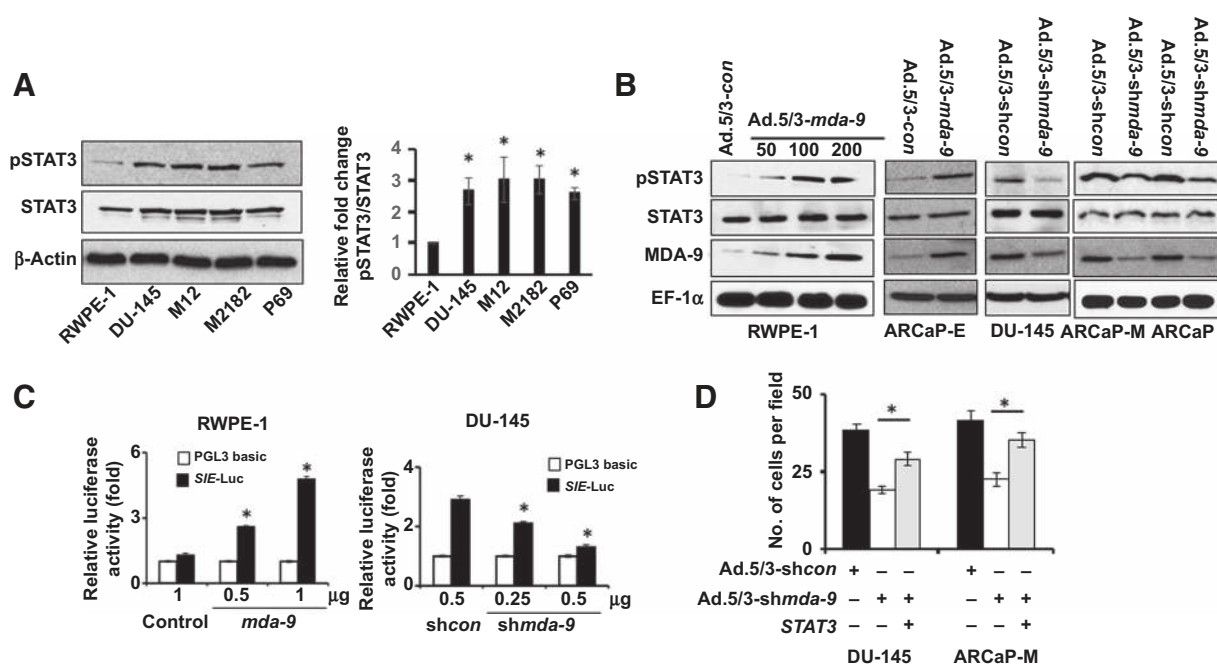 A
pSTAT3
STAT3
β-Actin
RWPE-1
DU-145
M12
M2182
P69
Relative fold change
pSTAT3/STAT3
5
4
3
2
1
0
*
*
*
*
RWPE-1
DU-145
M12
M2182
P69
B
Ad.5/3-con
Ad.5/3-mda-9
50 100 200
Ad.5/3-con
Ad.5/3-mda-9
Ad.5/3-shcon
Ad.5/3-shmda-9
Ad.5/3-shcon
Ad.5/3-shmda-9
Ad.5/3-shcon
Ad.5/3-shmda-9
pSTAT3
STAT3
MDA-9
EF-1α
RWPE-1
ARCaP-E
DU-145
ARCaP-M
ARCaP
C
RWPE-1
Relative luciferase
activity (fold)
6
3
0
PGL3 basic
SIE-Luc
*
*
1 0.5 1 µg
Control mda-9
DU-145
Relative luciferase
activity (fold)
4
2
0
PGL3 basic
SIE-Luc
*
*
0.5 0.25 0.5 µg
shcon shmda-9
D
No. of cells per field
50
25
0
*
*
Ad.5/3-shcon + – – + – –
Ad.5/3-shmda-9 – + + – + +
STAT3 – – + – – +
DU-145 ARCaP-M